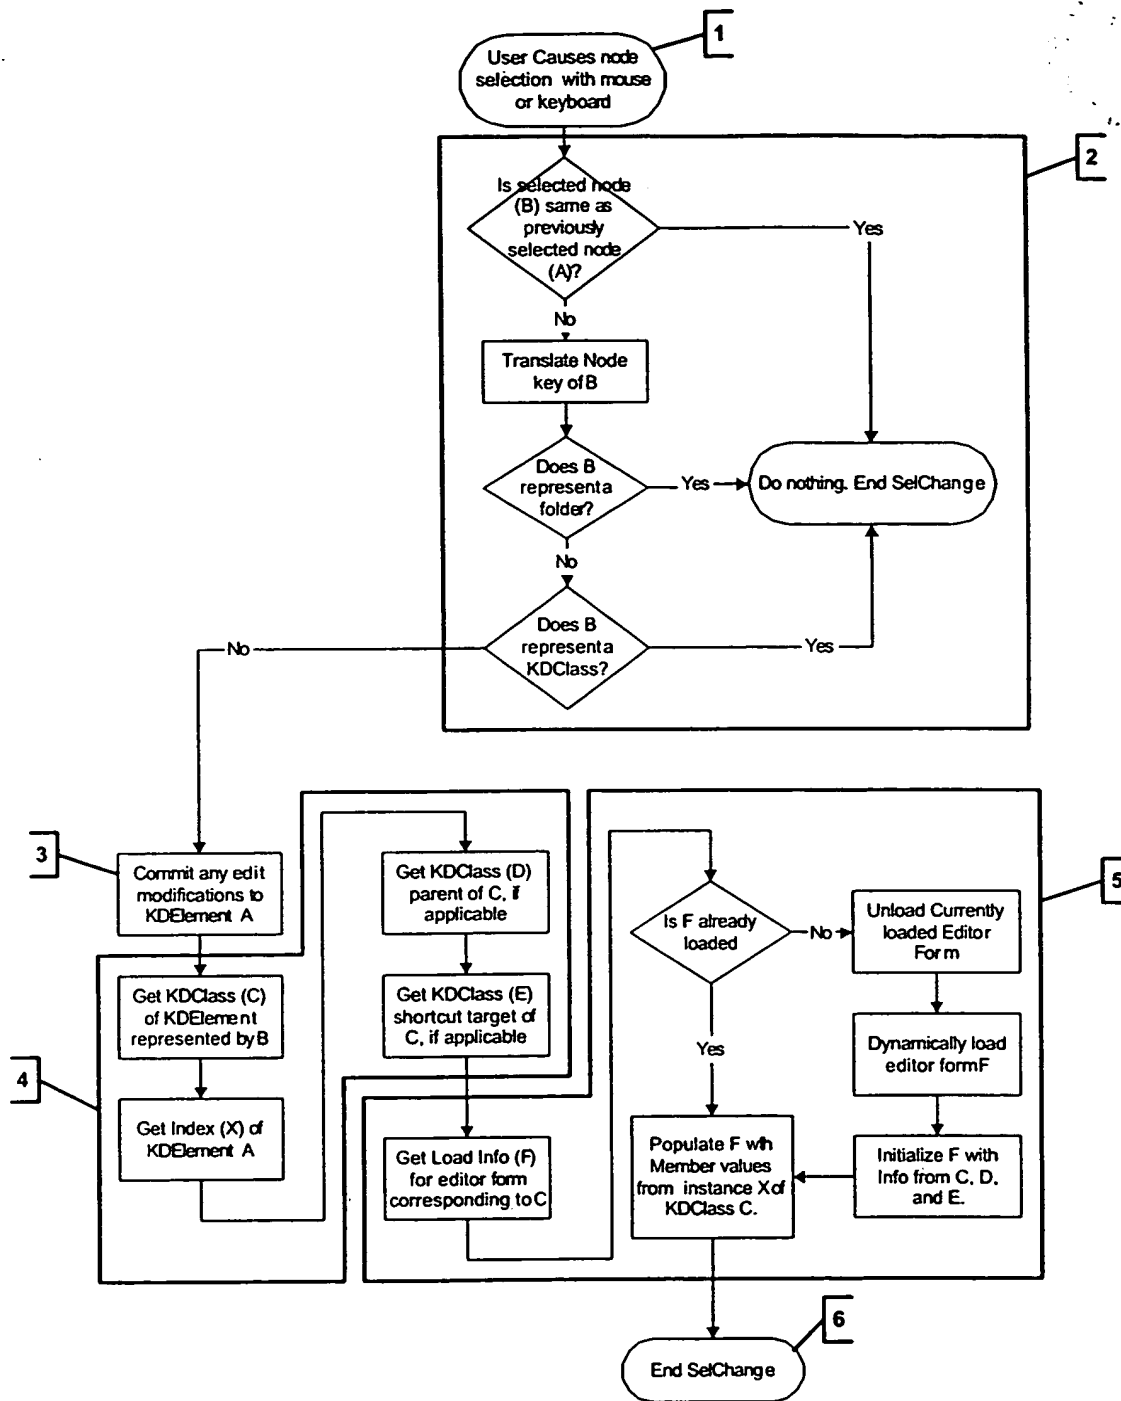 1
User Causes node
selection with mouse
or keyboard
2
Is selected node
(B) same as
previously
selected node
(A)?
Yes
No
Translate Node
key of B
Does B
represent a
folder?
Yes
Do nothing. End SelChange
No
Does B
represent a
KDClass?
No
Yes
3
Commit any edit
modifications to
KDElement A
Get KDClass (C)
of KDElement
represented by B
4
Get Index (X) of
KDElement A
Get KDClass (D)
parent of C, if
applicable
Get KDClass (E)
shortcut target of
C, if applicable
Get Load Info (F)
for editor form
corresponding to C
5
Is F already
loaded
No
Unload Currently
loaded Editor
Form
Yes
Dynamically load
editor form F
Populate F with
Member values
from instance X of
KDClass C.
Initialize F with
Info from C, D,
and E.
6
End SelChange